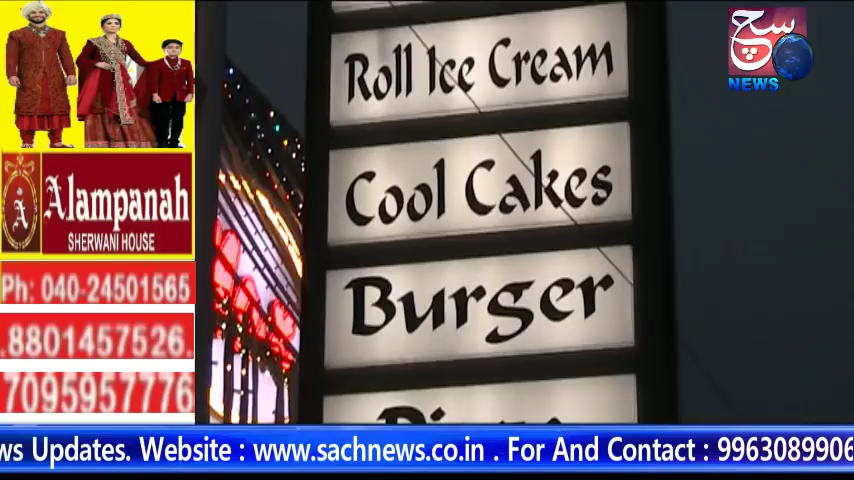 Alampanah
SHERWANI HOUSE
Ph: 040-24501565
.8801457526.
7095957776
Roll Ice Cream
Cool Cakes
Burger
سچ
NEWS
ws Updates. Website : www.sachnews.co.in . For And Contact : 9963089906